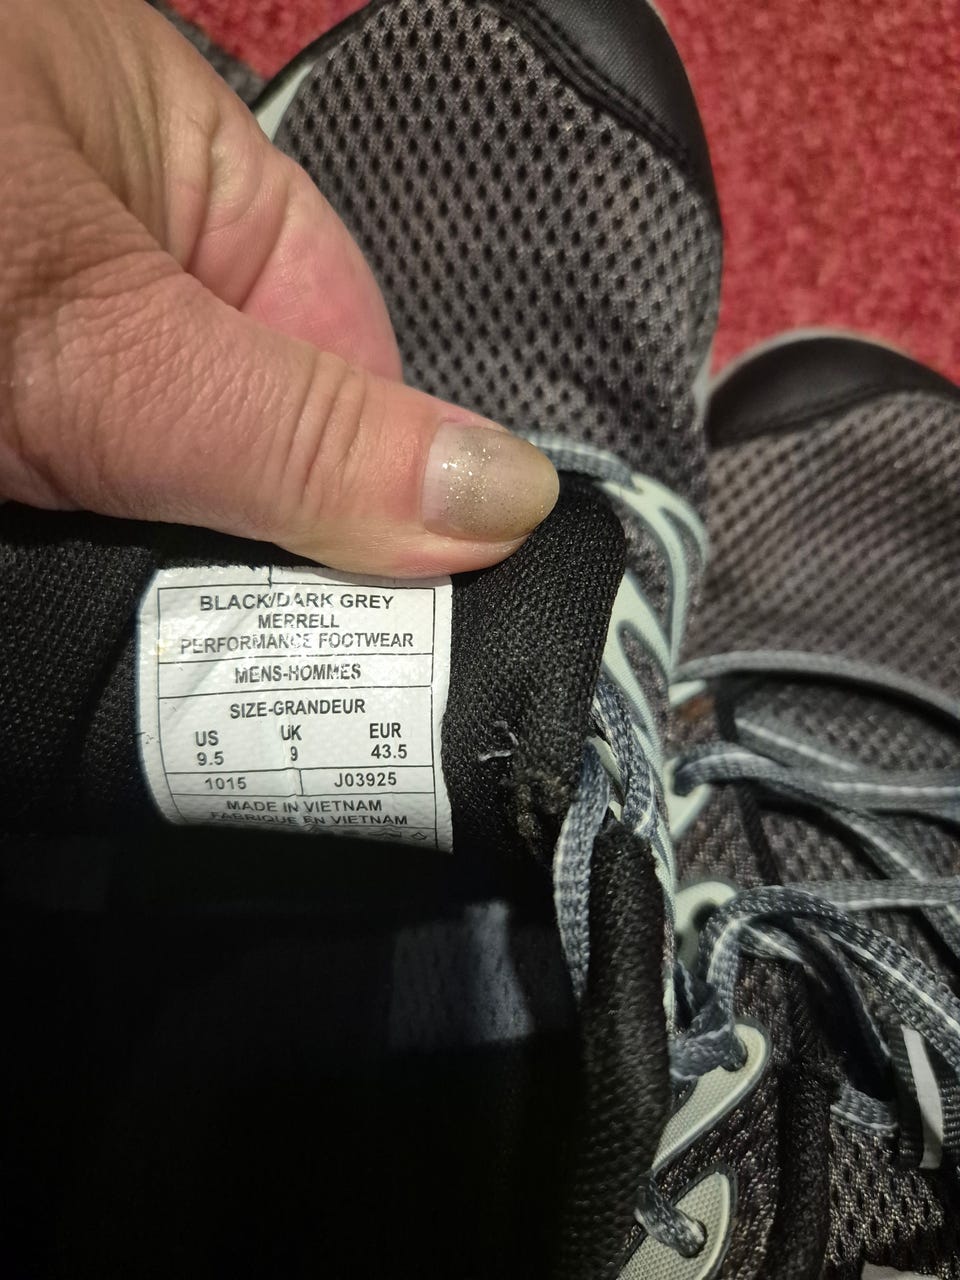 BLACK/DARK GREY
MERRELL
PERFORMANCE FOOTWEAR
MENS-HOMMES
SIZE-GRANDEUR
US UK EUR
9.5 9 43.5
1015 J03925
MADE IN VIETNAM
FABRIQUE EN VIETNAM